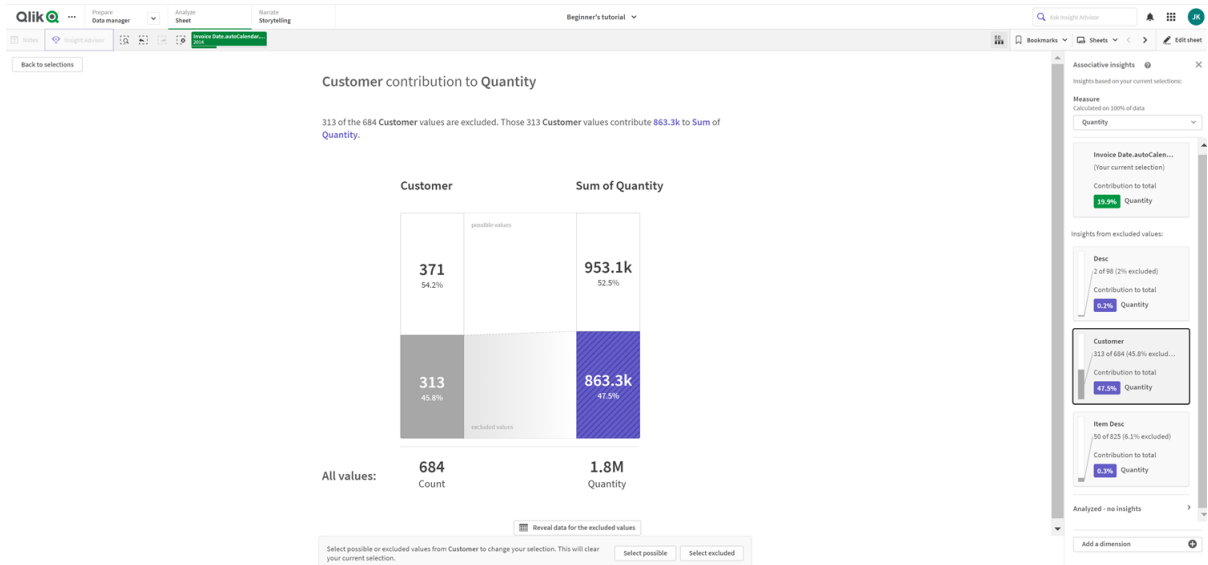 Qlik
Prepare
Data manager
Analyze
Sheet
Narrate
Storytelling
Beginner's tutorial
Ask Insight Advisor
JK
Notes
Insight Advisor
Invoice Date.autoCalendar....
2014
Bookmarks
Sheets
Edit sheet
Back to selections
Customer contribution to Quantity
313 of the 684 Customer values are excluded. Those 313 Customer values contribute 863.3k to Sum of
Quantity.
Customer
Sum of Quantity
possible values
371
54.2%
953.1k
52.5%
313
45.8%
863.3k
47.5%
excluded values
All values:
684
Count
1.8M
Quantity
Reveal data for the excluded values
Select possible or excluded values from Customer to change your selection. This will clear
your current selection.
Select possible
Select excluded
Associative insights
Insights based on your current selections:
Measure
Calculated on 100% of data
Quantity
Invoice Date.autoCalen...
(Your current selection)
Contribution to total
19.9% Quantity
Insights from excluded values:
Desc
2 of 98 (2% excluded)
Contribution to total
0.2% Quantity
Customer
313 of 684 (45.8% exclud...
Contribution to total
47.5% Quantity
Item Desc
50 of 825 (6.1% excluded)
Contribution to total
0.3% Quantity
Analyzed - no insights
Add a dimension